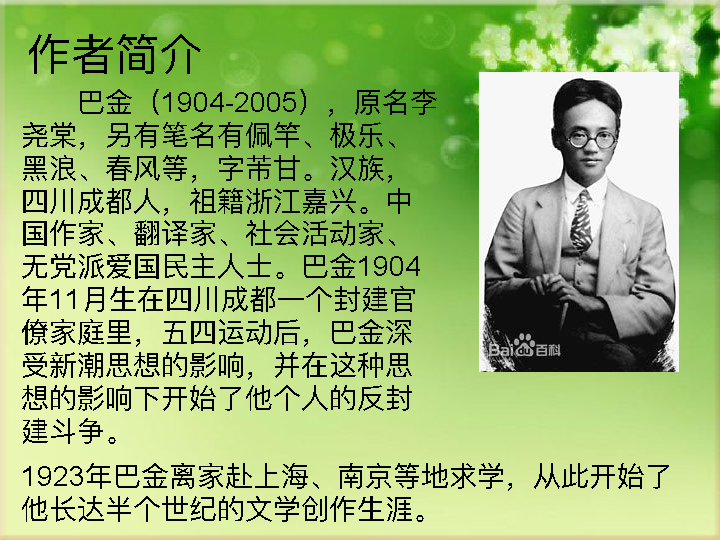 作者简介
巴金（1904-2005），原名李
尧棠，另有笔名有佩竿、极乐、
黑浪、春风等，字芾甘。汉族，
四川成都人，祖籍浙江嘉兴。中
国作家、翻译家、社会活动家、
无党派爱国民主人士。巴金1904
年11月生在四川成都一个封建官
僚家庭里，五四运动后，巴金深
受新潮思想的影响，并在这种思
想的影响下开始了他个人的反封
建斗争。
1923年巴金离家赴上海、南京等地求学，从此开始了
他长达半个世纪的文学创作生涯。
Bai du 百科